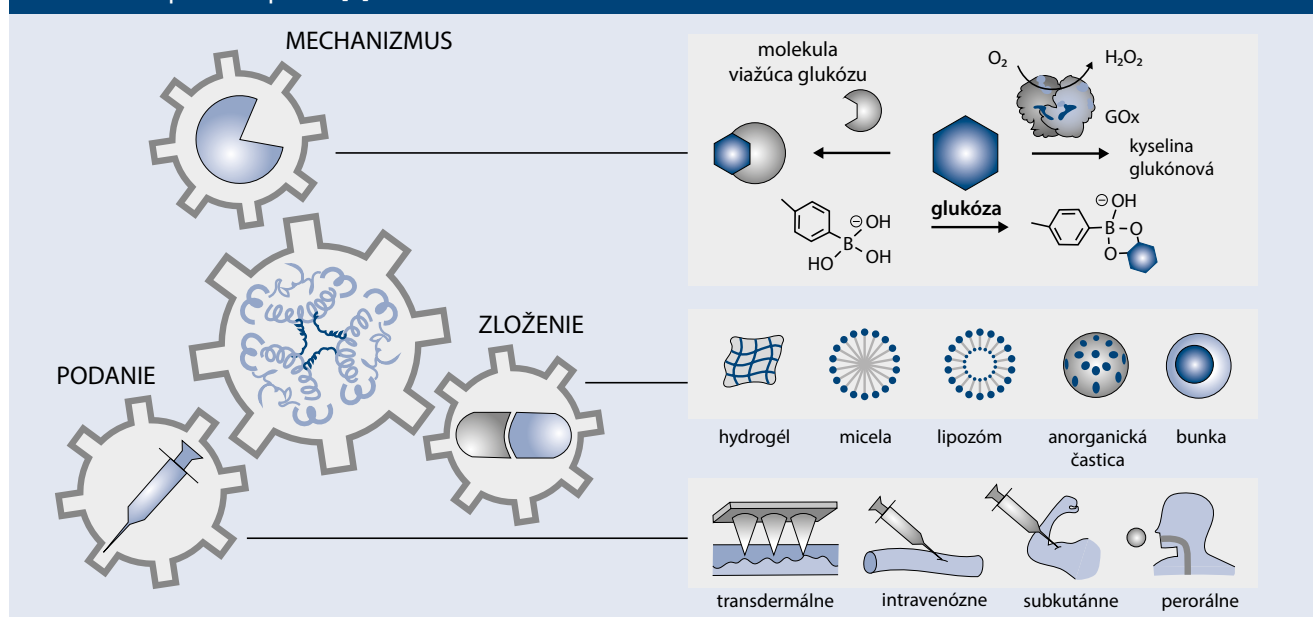 MECHANIZMUS
molekula
viažúca glukózu
O₂
H₂O₂
GOx
kyselina
glukónová
glukóza
⊖
OH
B
OH
HO
OH
⊖
OH
B
O
O
ZLOŽENIE
hydrogél
micela
lipozóm
anorganická
častica
bunka
PODANIE
transdermálne
intravenózne
subkutánne
perorálne